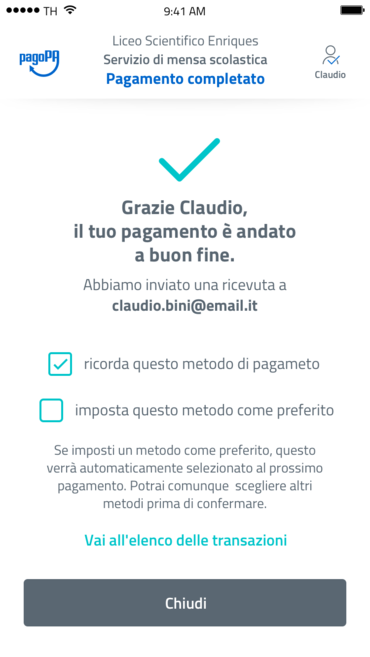 TH 9:41 AM
pagoPA
Liceo Scientifico Enriques
Servizio di mensa scolastica
Pagamento completato
Claudio
Grazie Claudio,
il tuo pagamento è andato
a buon fine.
Abbiamo inviato una ricevuta a
claudio.bini@email.it
ricorda questo metodo di pagameto
imposta questo metodo come preferito
Se imposti un metodo come preferito, questo
verrà automaticamente selezionato al prossimo
pagamento. Potrai comunque  scegliere altri
metodi prima di confermare.
Vai all'elenco delle transazioni
Chiudi